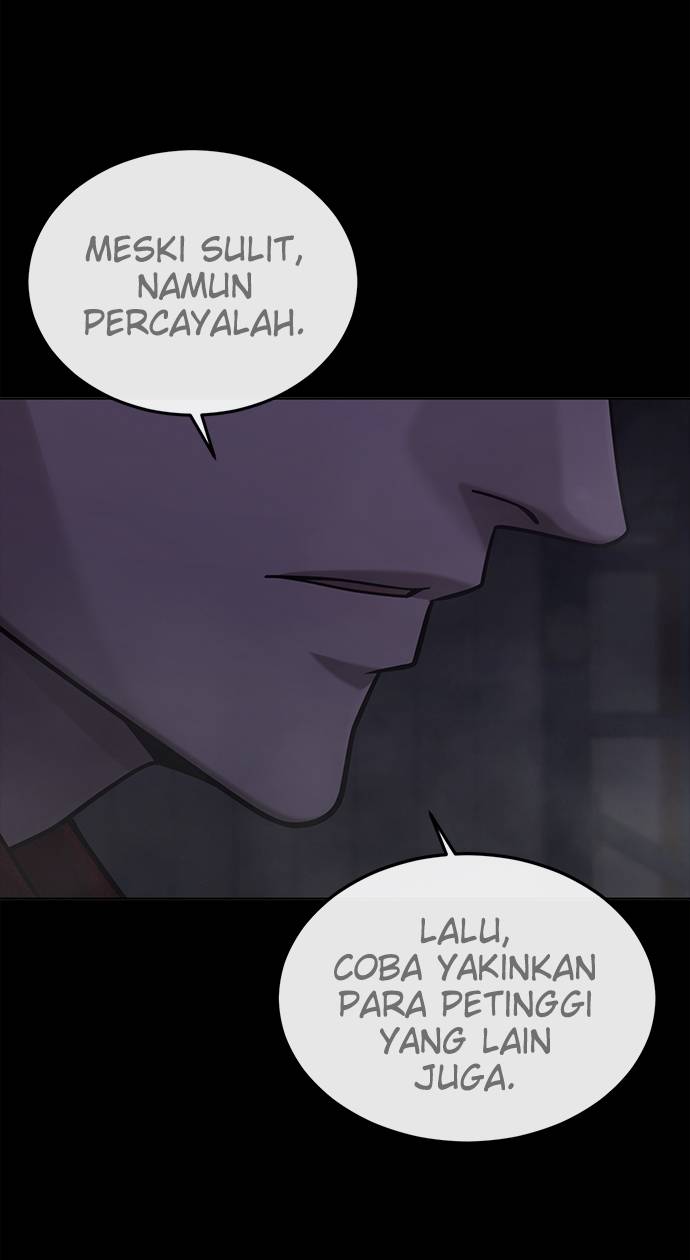 MESKI SULIT,
NAMUN
PERCAYALAH.
LALU,
COBA YAKINKAN
PARA PETINGGI
YANG LAIN
JUGA.